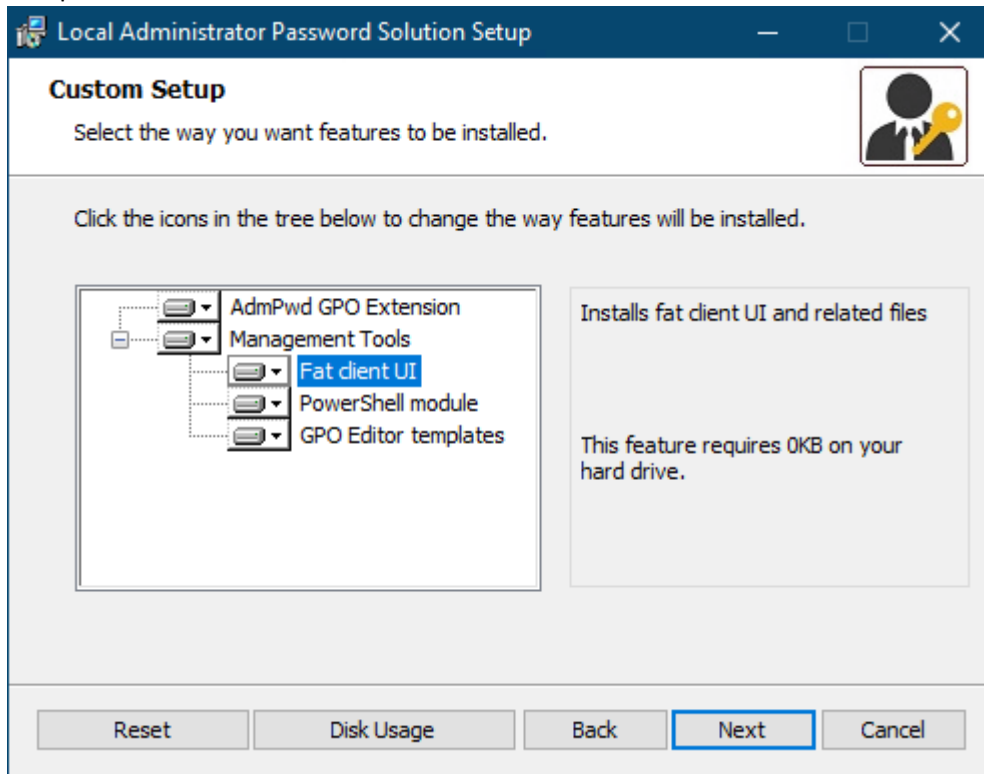 Local Administrator Password Solution Setup
Custom Setup
Select the way you want features to be installed.
Click the icons in the tree below to change the way features will be installed.
AdmPwd GPO Extension
Management Tools
Fat client UI
PowerShell module
GPO Editor templates
Installs fat client UI and related files
This feature requires 0KB on your
hard drive.
Reset
Disk Usage
Back
Next
Cancel